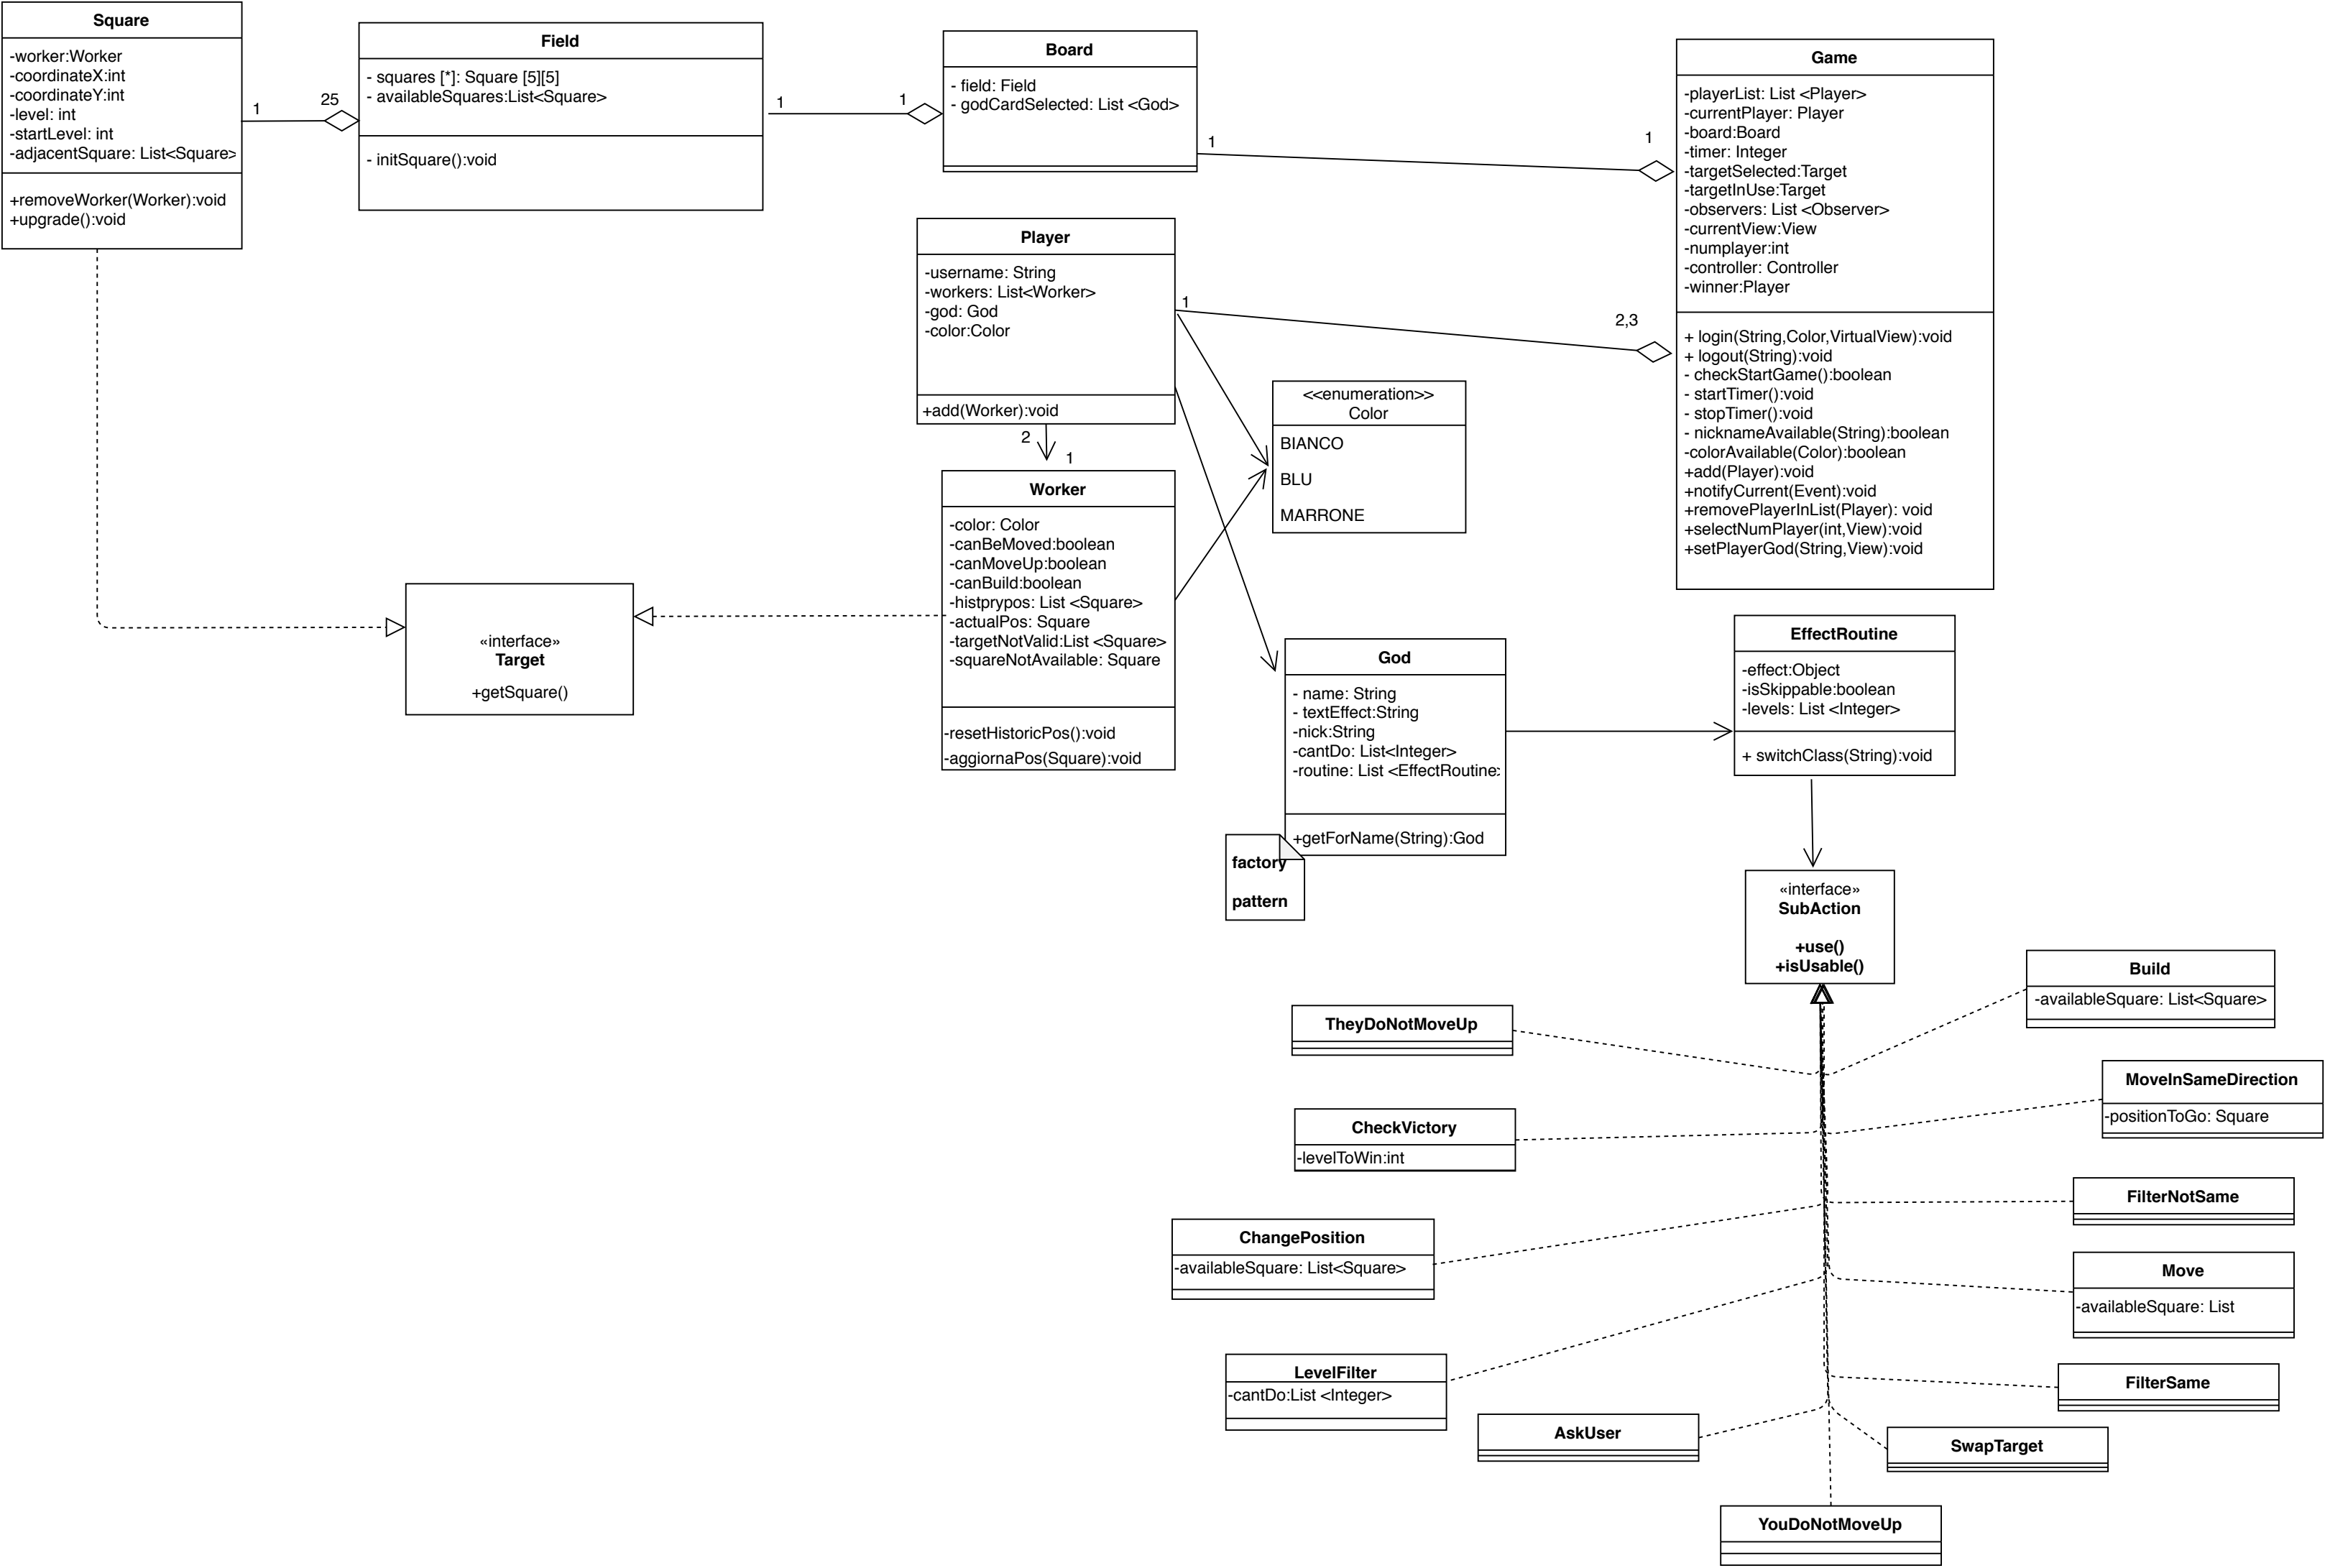 Square
-worker:Worker
-coordinateX:int
-coordinateY:int
-level: int
-startLevel: int
-adjacentSquare: List<Square>
+removeWorker(Worker):void
+upgrade():void
1
25
Field
- squares [*]: Square [5][5]
- availableSquares:List<Square>
- initSquare():void
1
1
Board
- field: Field
- godCardSelected: List <God>
1
1
Game
-playerList: List <Player>
-currentPlayer: Player
-board:Board
-timer: Integer
-targetSelected:Target
-targetInUse:Target
-observers: List <Observer>
-currentView:View
-numplayer:int
-controller: Controller
-winner:Player
+ login(String,Color,VirtualView):void
+ logout(String):void
- checkStartGame():boolean
- startTimer():void
- stopTimer():void
- nicknameAvailable(String):boolean
-colorAvailable(Color):boolean
+add(Player):void
+notifyCurrent(Event):void
+removePlayerInList(Player): void
+selectNumPlayer(int,View):void
+setPlayerGod(String,View):void
Player
-username: String
-workers: List<Worker>
-god: God
-color:Color
+add(Worker):void
1
2,3
2
1
<<enumeration>>
Color
BIANCO
BLU
MARRONE
Worker
-color: Color
-canBeMoved:boolean
-canMoveUp:boolean
-canBuild:boolean
-histprypos: List <Square>
-actualPos: Square
-targetNotValid:List <Square>
-squareNotAvailable: Square
-resetHistoricPos():void
-aggiornaPos(Square):void
«interface»
Target
+getSquare()
God
- name: String
- textEffect:String
-nick:String
-cantDo: List<Integer>
-routine: List <EffectRoutine:
+getForName(String):God
factory
pattern
EffectRoutine
-effect:Object
-isSkippable:boolean
-levels: List <Integer>
+ switchClass(String):void
«interface»
SubAction
+use()
+isUsable()
Build
-availableSquare: List<Square>
TheyDoNotMoveUp
MoveInSameDirection
-positionToGo: Square
CheckVictory
-levelToWin:int
FilterNotSame
ChangePosition
-availableSquare: List<Square>
Move
-availableSquare: List
LevelFilter
-cantDo:List <Integer>
FilterSame
AskUser
SwapTarget
YouDoNotMoveUp